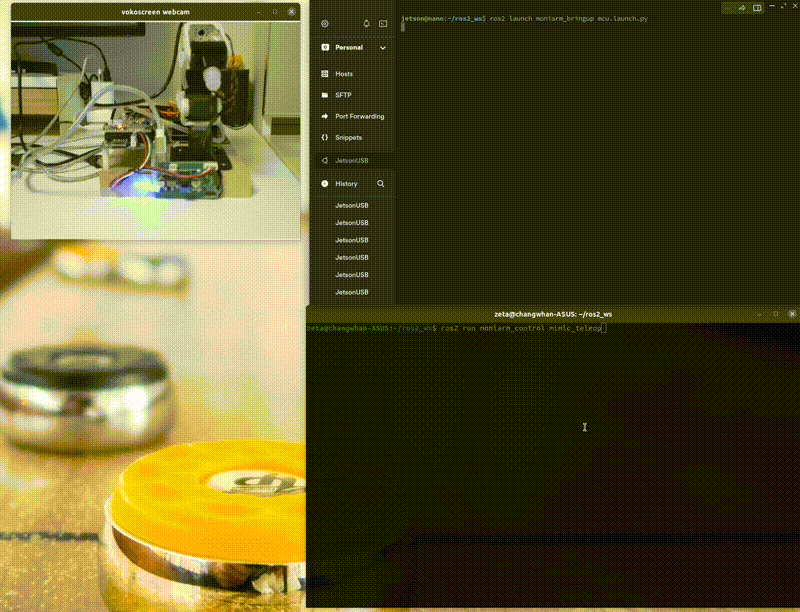 vokoscreen webcam
jetson@nano:~/ros2_ws$ ros2 launch moniarm_bringup mcu.launch.py
Personal
Hosts
SFTP
Port Forwarding
Snippets
JetsonUSB
History
JetsonUSB
JetsonUSB
JetsonUSB
JetsonUSB
JetsonUSB
JetsonUSB
zeta@changwhan-ASUS: ~/ros2_ws
zeta@changwhan-ASUS:~/ros2_ws$ ros2 run moniarm_control mimic_teleop